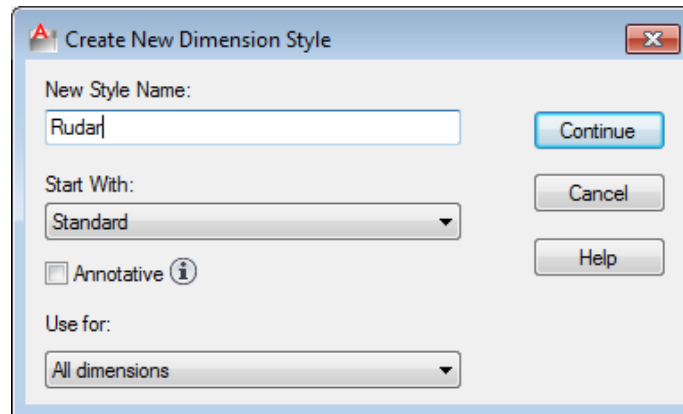 Create New Dimension Style
New Style Name:
Rudar
Continue
Start With:
Cancel
Standard
Help
Annotative
Use for:
All dimensions